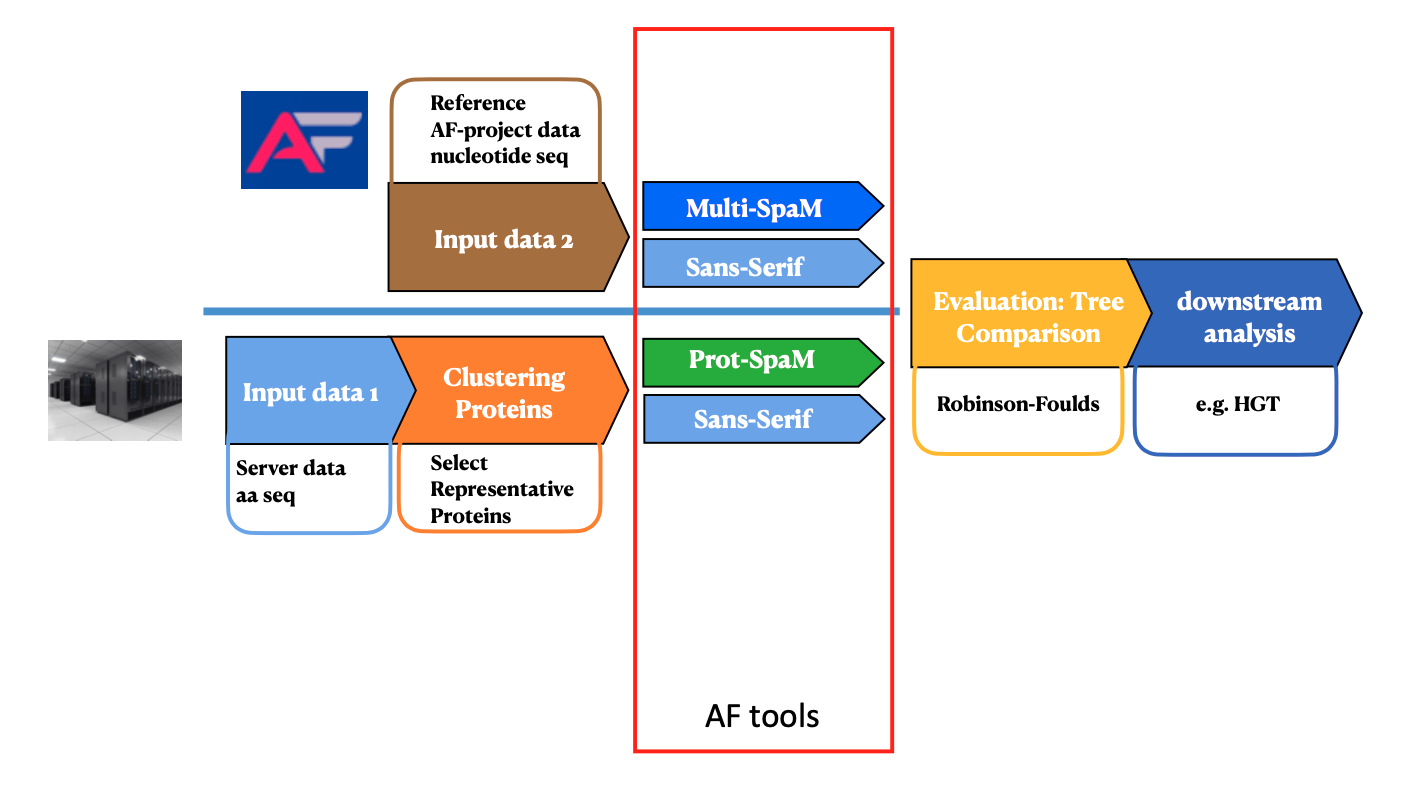 AF
Reference
AF-project data
nucleotide seq
Input data 2
Multi-SpaM
Sans-Serif
Input data 1
Clustering
Proteins
Server data
aa seq
Select
Representative
Proteins
Prot-SpaM
Sans-Serif
Evaluation: Tree
Comparison
Robinson-Foulds
downstream
analysis
e.g. HGT
AF tools